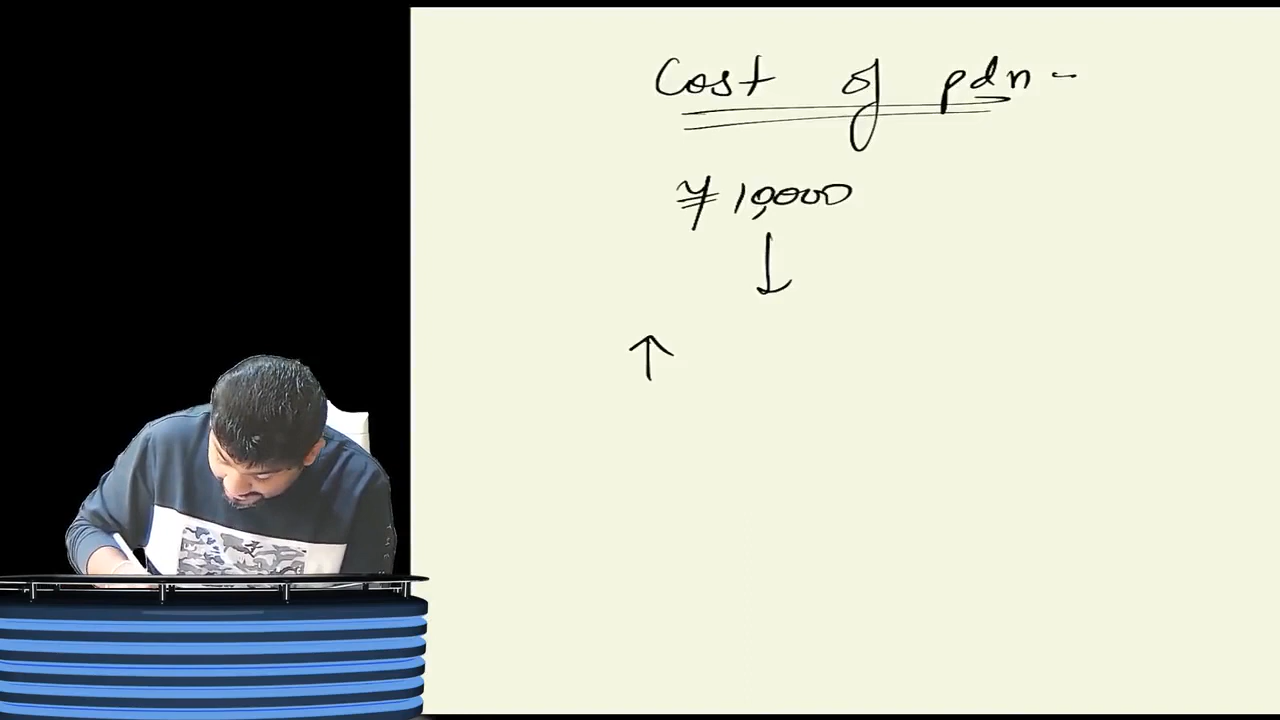 Cost of pdn -
¥ 10,000
↓
↑